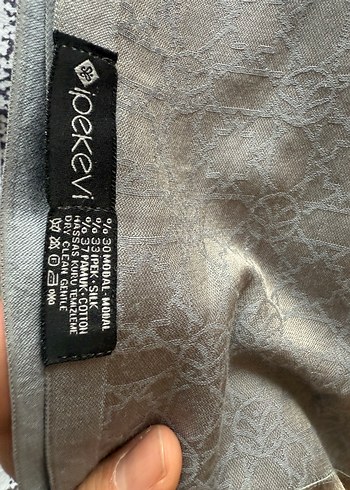 ipekevi
%30 MODAL-MODAL
%33 İPEK-SILK
%37 PAMUK-COTTON
HASSAS KURU TEMİZLEME
DRY CLEAN GENTLE